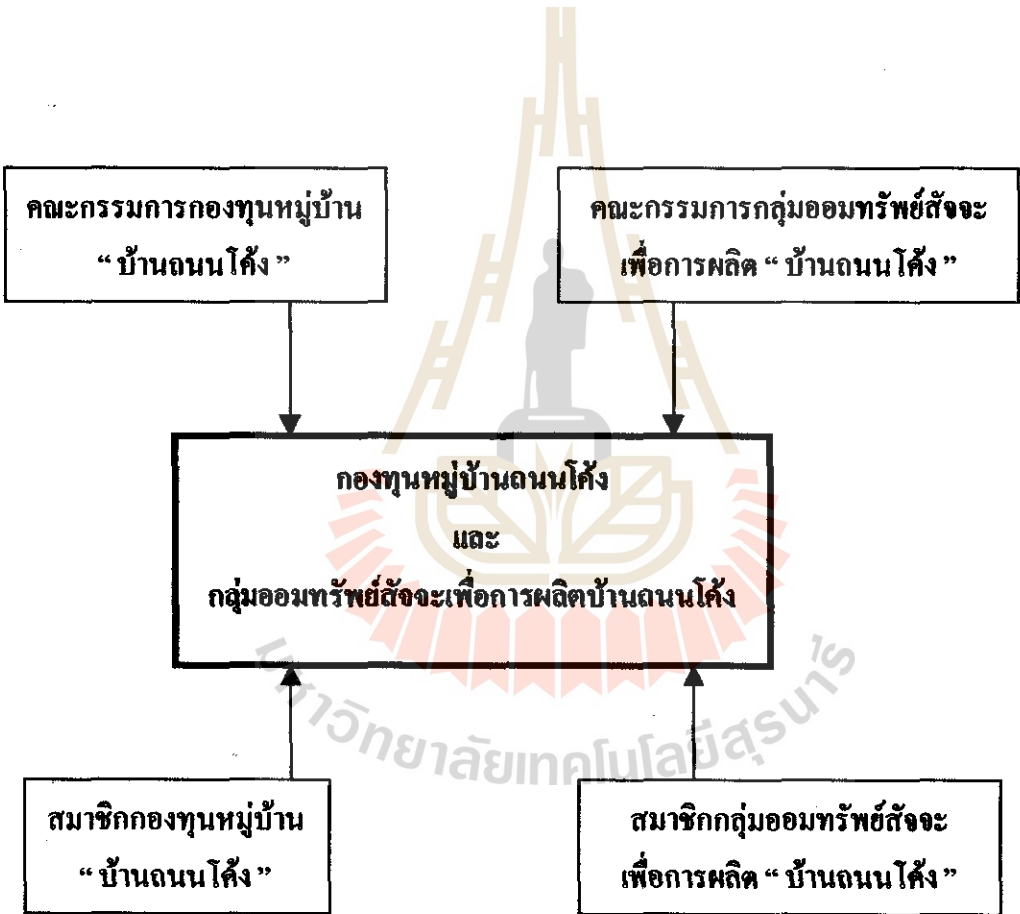 คณะกรรมการกองทุนหมู่บ้าน
“ บ้านถนนโค้ง ”
คณะกรรมการกลุ่มออมทรัพย์สัจจะ
เพื่อการผลิต “ บ้านถนนโค้ง ”
กองทุนหมู่บ้านถนนโค้ง
และ
กลุ่มออมทรัพย์สัจจะเพื่อการผลิตบ้านถนนโค้ง
มหาวิทยาลัยเทคโนโลยีสุรนารี
สมาชิกกองทุนหมู่บ้าน
“ บ้านถนนโค้ง ”
สมาชิกกลุ่มออมทรัพย์สัจจะ
เพื่อการผลิต “ บ้านถนนโค้ง ”